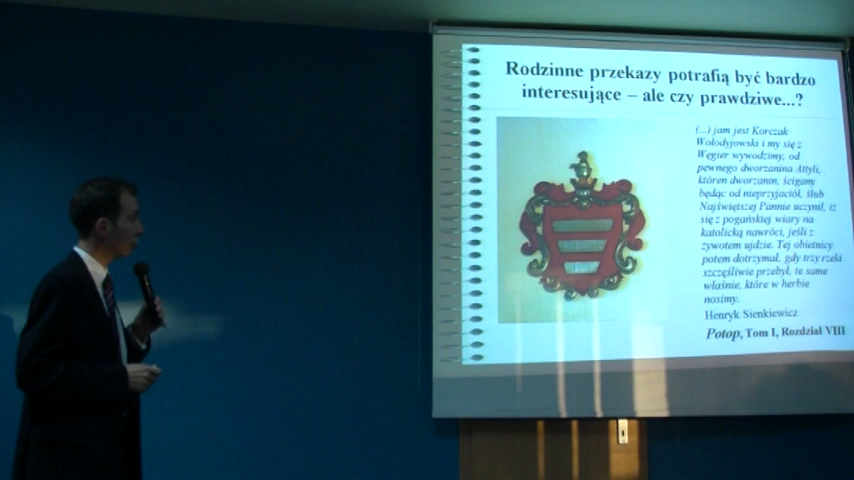 Rodzinne przekazy potrafią być bardzo
interesujące – ale czy prawdziwe...?
(...) jam jest Korczak
Wołodyjowski i my się z
Węgier wywodzimy, od
pewnego dworzanina Attyli,
któren dworzanin, ścigany
będąc od nieprzyjaciół, ślub
Najświętszej Pannie uczynił, iż
się z pogańskiej wiary na
katolicką nawróci, jeśli z
żywotem ujdzie. Tej obietnicy
potem dotrzymał, gdy trzy rzeki
szczęśliwie przebył, te same
właśnie, które w herbie
nosimy.
Henryk Sienkiewicz
Potop, Tom I, Rozdział VIII